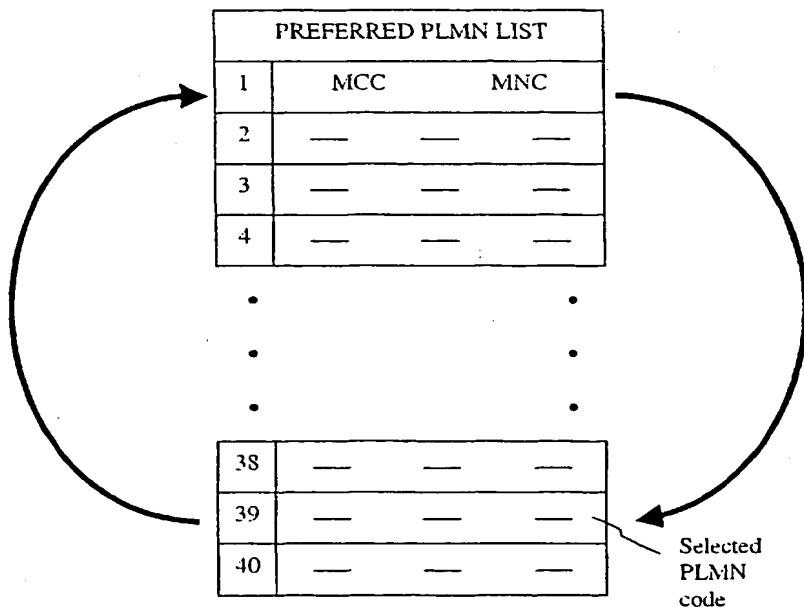 PREFERRED PLMN LIST
1 MCC MNC
2 — — —
3 — — —
4 — — —
38 — — —
39 — — —
40 — — —
Selected
PLMN
code